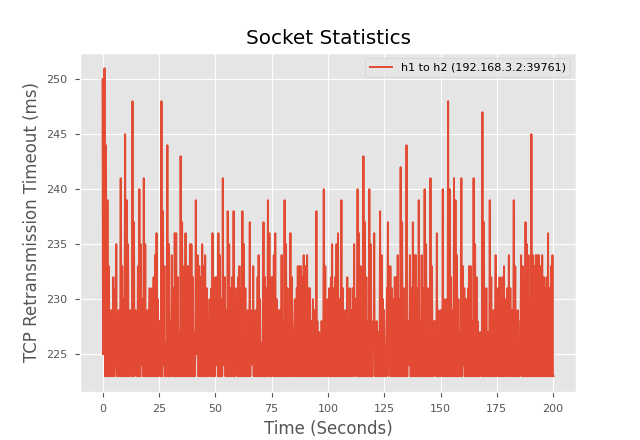 Socket Statistics
h1 to h2 (192.168.3.2:39761)
TCP Retransmission Timeout (ms)
250
245
240
235
230
225
0 25 50 75 100 125 150 175 200
Time (Seconds)